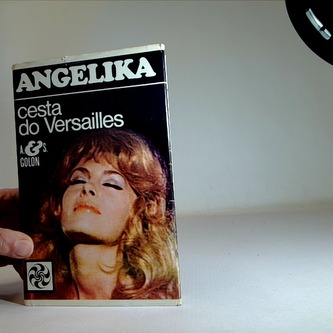 ANGELIKA
cesta
do Versailles
A. & S.
GOLON